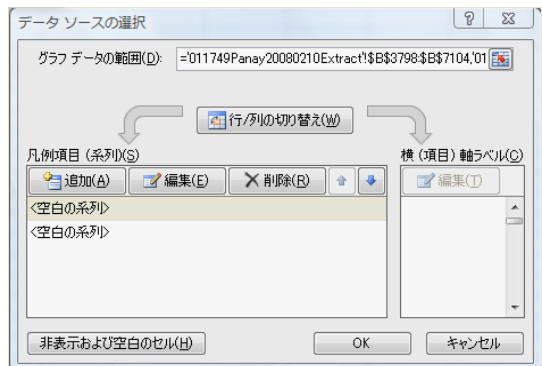 データ ソースの選択
グラフ データの範囲(D): ='011749Panay20080210Extract'!$B$3798:$B$7104,'01
行/列の切り替え(W)
凡例項目 (系列)(S)
横 (項目) 軸ラベル(C)
追加(A) 編集(E) 削除(R) 編集(T)
<空白の系列>
<空白の系列>
非表示および空白のセル(H) OK キャンセル